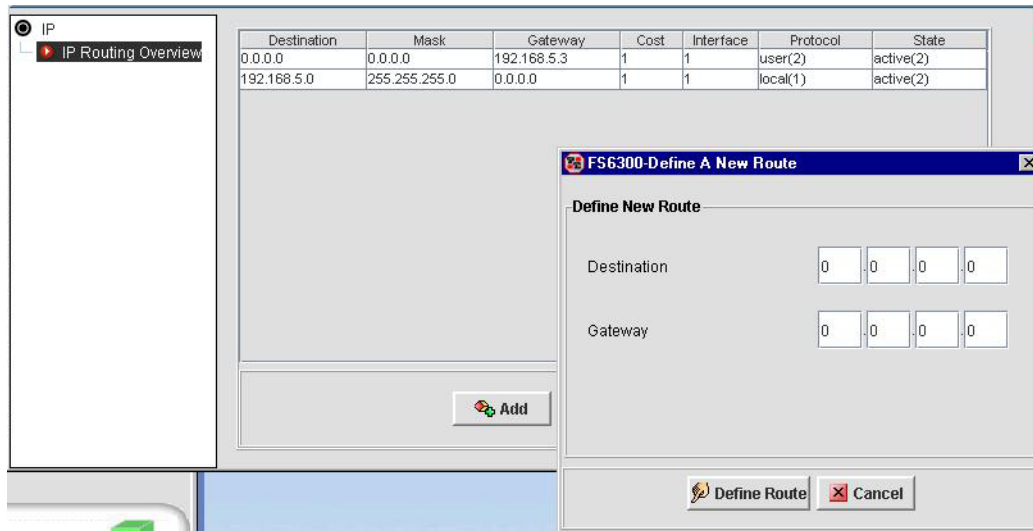 IP
IP Routing Overview
Destination Mask Gateway Cost Interface Protocol State
0.0.0.0 0.0.0.0 192.168.5.3 1 1 user(2) active(2)
192.168.5.0 255.255.255.0 0.0.0.0 1 1 local(1) active(2)
FS6300-Define A New Route
Define New Route
Destination 0 .0 .0 .0
Gateway 0 .0 .0 .0
Add
Define Route Cancel